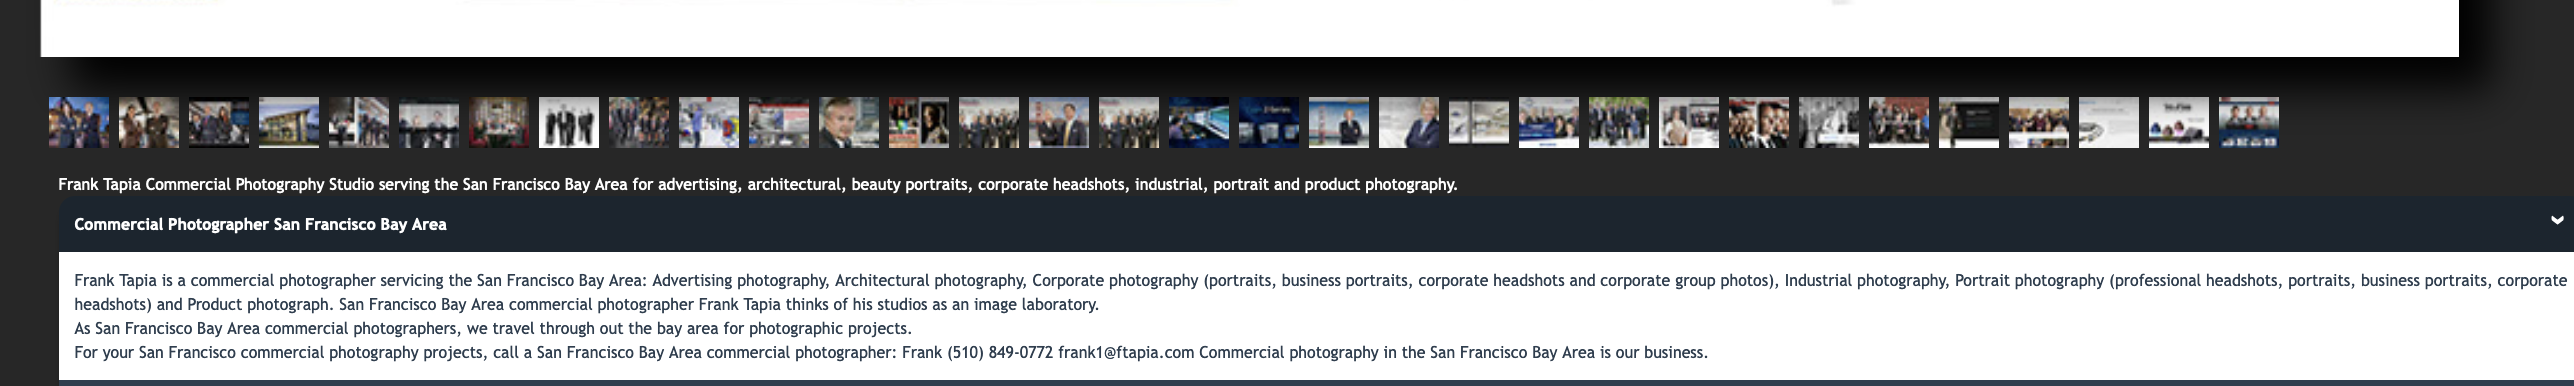 Frank Tapia Commercial Photography Studio serving the San Francisco Bay Area for advertising, architectural, beauty portraits, corporate headshots, industrial, portrait and product photography.
Commercial Photographer San Francisco Bay Area
Frank Tapia is a commercial photographer servicing the San Francisco Bay Area: Advertising photography, Architectural photography, Corporate photography (portraits, business portraits, corporate headshots and corporate group photos), Industrial photography, Portrait photography (professional headshots, portraits, business portraits, corporate
headshots) and Product photograph. San Francisco Bay Area commercial photographer Frank Tapia thinks of his studios as an image laboratory.
As San Francisco Bay Area commercial photographers, we travel through out the bay area for photographic projects.
For your San Francisco commercial photography projects, call a San Francisco Bay Area commercial photographer: Frank (510) 849-0772 frank1@ftapia.com Commercial photography in the San Francisco Bay Area is our business.